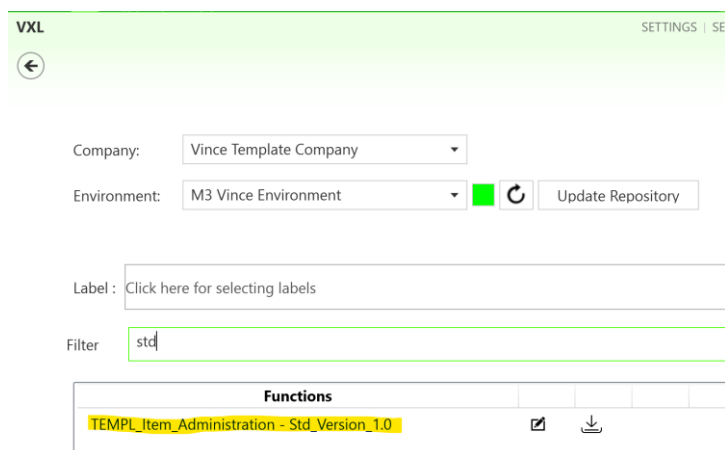 VXL
SETTINGS | SE
Company: Vince Template Company
Environment: M3 Vince Environment Update Repository
Label : Click here for selecting labels
Filter std
Functions
TEMPL_Item_Administration - Std_Version_1.0